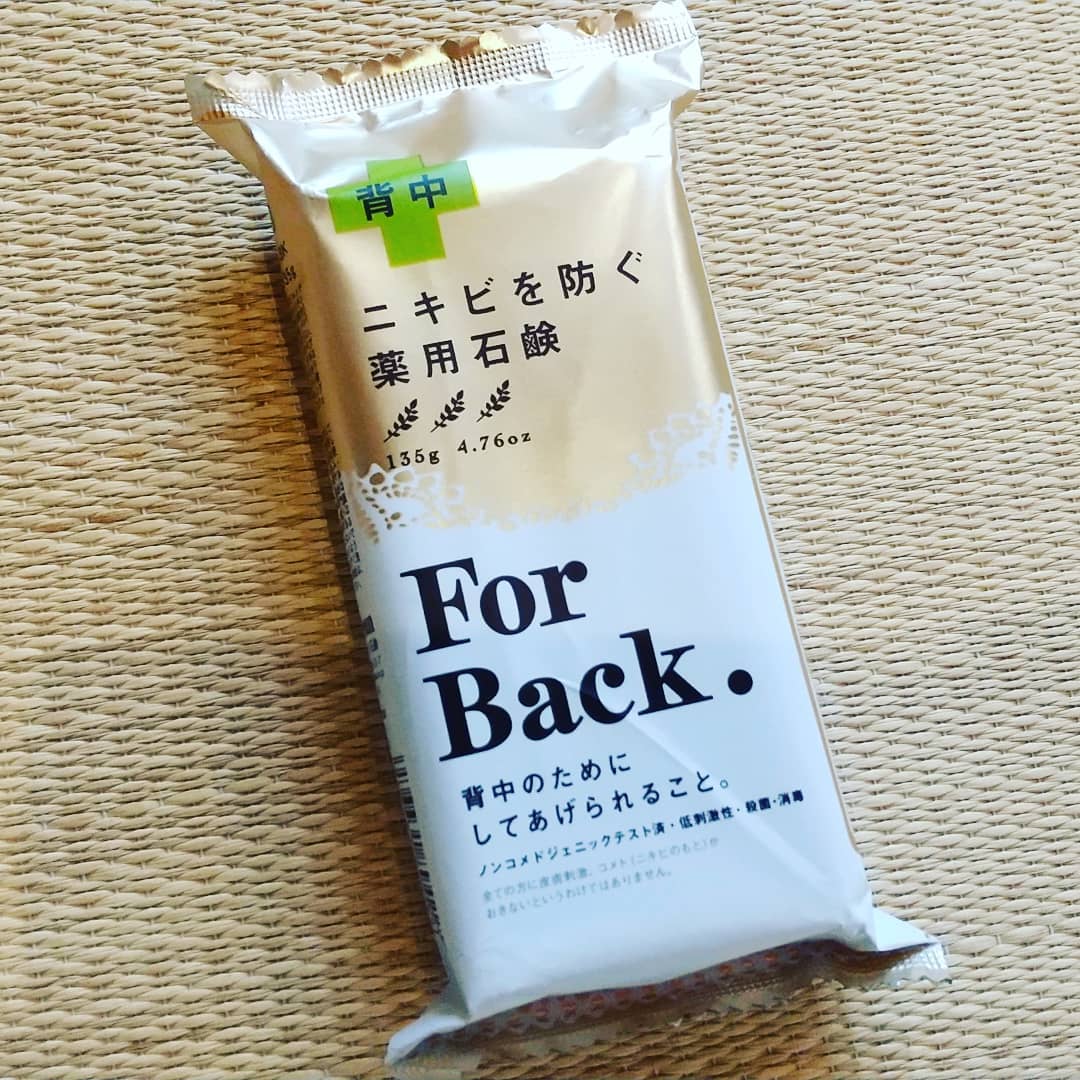 背中
ニキビを防ぐ
薬用石鹸
135g 4.76oz
For
Back.
背中のために
してあげられること。
ノンコメドジェニックテスト済・低刺激性・殺菌・消毒
全ての方に皮膚刺激、コメド(ニキビのもと)が
おきないというわけではありません。